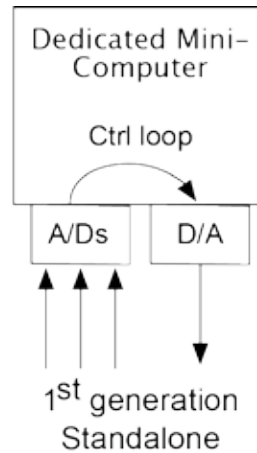 Dedicated Mini-
Computer
Ctrl loop
A/Ds D/A
1st generation
Standalone